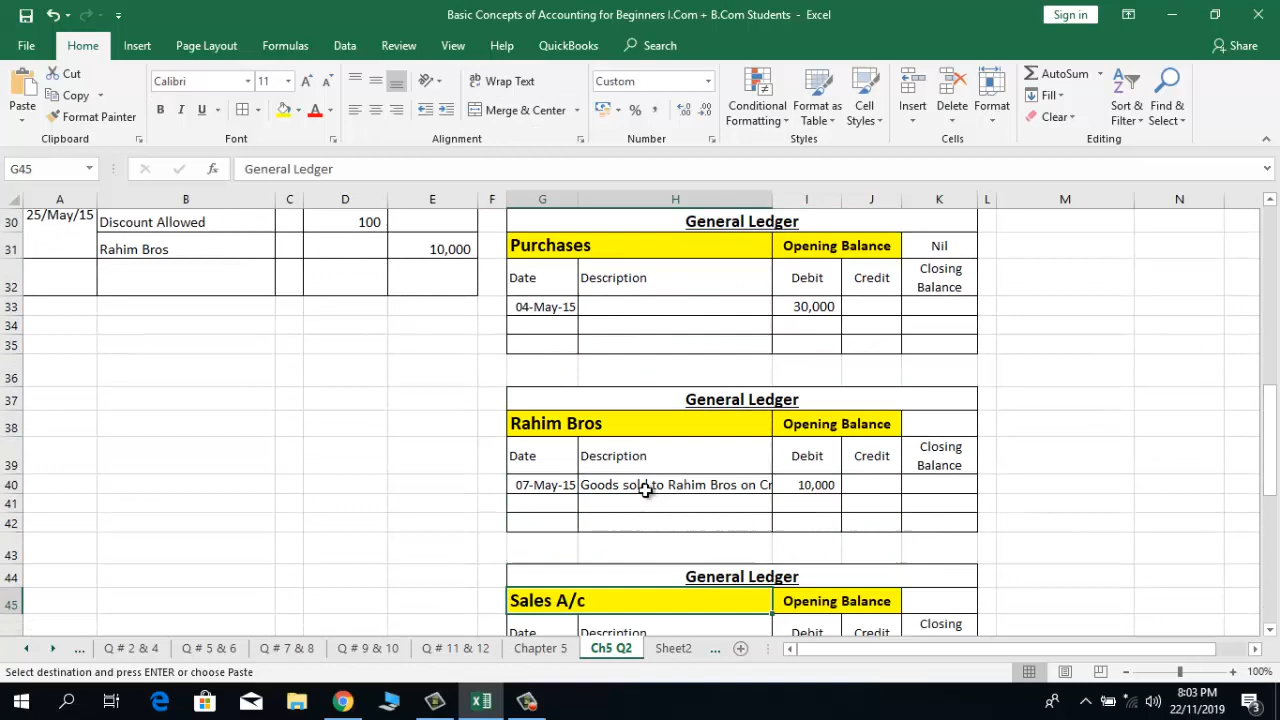 Basic Concepts of Accounting for Beginners I.Com + B.Com Students - Excel
Sign in
File Home Insert Page Layout Formulas Data Review View Help QuickBooks Search Share
Paste Cut Calibri 11 Wrap Text Custom Conditional Formatting Format as Table Cell Styles Insert Delete Format AutoSum Sort & Filter Find & Select
Copy Fill
Format Painter B I U Merge & Center % , Clear
Clipboard Font Alignment Number Styles Cells Editing
G45 fx General Ledger
A B C D E F G H I J K L M N
30 25/May/15 Discount Allowed 100 General Ledger
31 Rahim Bros 10,000 Purchases Opening Balance Nil
32 Date Description Debit Credit Closing Balance
33 04-May-15 30,000
34
35
36
37 General Ledger
38 Rahim Bros Opening Balance
39 Date Description Debit Credit Closing Balance
40 07-May-15 Goods sold to Rahim Bros on Cr 10,000
41
42
43
44 General Ledger
45 Sales A/c Opening Balance
Date Description Debit Credit Closing
... Q # 2 & 4 Q # 5 & 6 Q # 7 & 8 Q # 9 & 10 Q # 11 & 12 Chapter 5 Ch5 Q2 Sheet2 ...
Select destination and press ENTER or choose Paste 100%
8:03 PM
22/11/2019
3